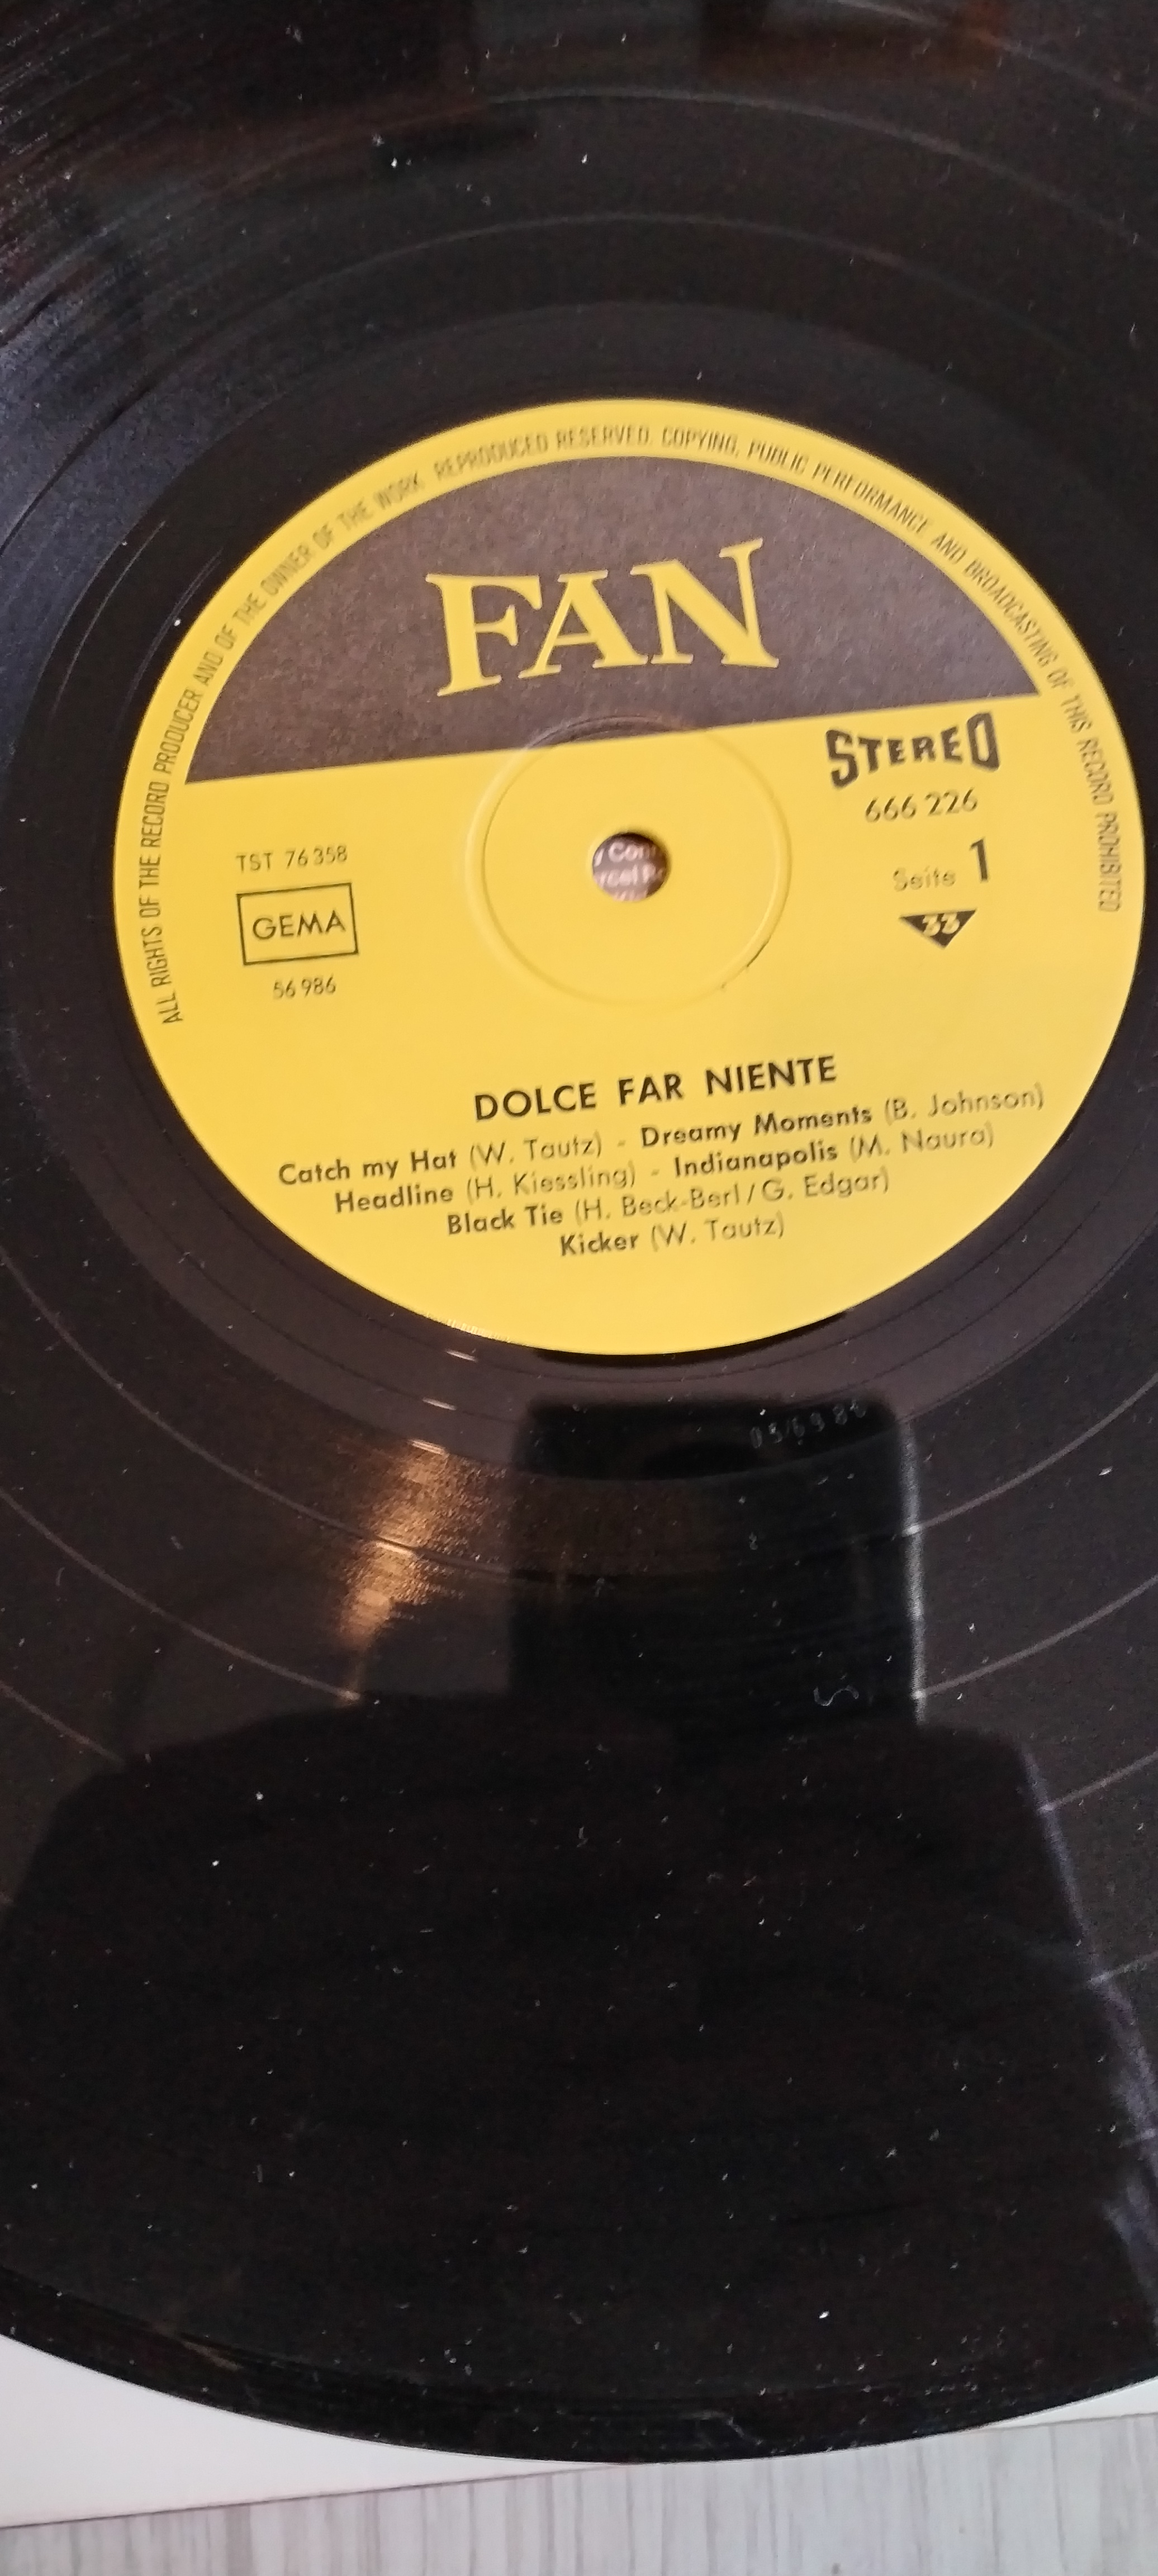 ALL RIGHTS OF THE RECORD PRODUCER AND OF THE OWNER OF THE WORK REPRODUCED RESERVED. COPYING, PUBLIC PERFORMANCE AND BROADCASTING OF THIS RECORD PROHIBITED
FAN
STEREO
666 226
TST 76 358
Seite 1
GEMA
33
56 986
DOLCE FAR NIENTE
Catch my Hat (W. Tautz) - Dreamy Moments (B. Johnson)
Headline (H. Kiessling) - Indianapolis (M. Naura)
Black Tie (H. Beck-Berl / G. Edgar)
Kicker (W. Tautz)